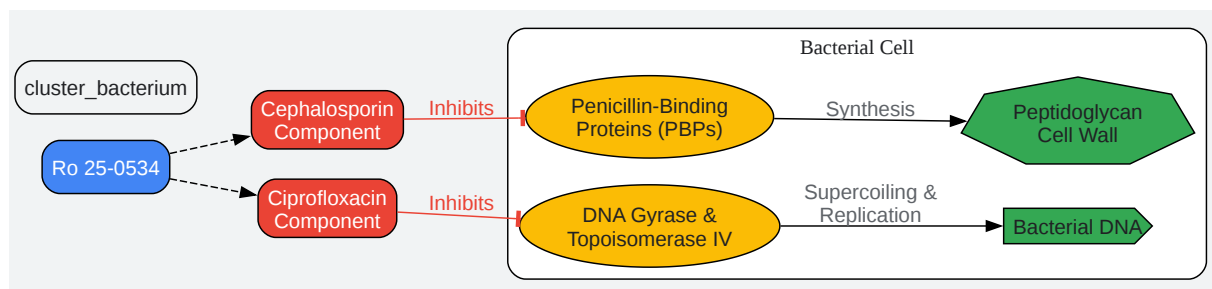 Bacterial Cell
cluster_bacterium
Cephalosporin
Component
Inhibits
Penicillin-Binding
Proteins (PBPs)
Synthesis
Peptidoglycan
Cell Wall
Ro 25-0534
Ciprofloxacin
Component
Inhibits
DNA Gyrase &
Topoisomerase IV
Supercoiling &
Replication
Bacterial DNA